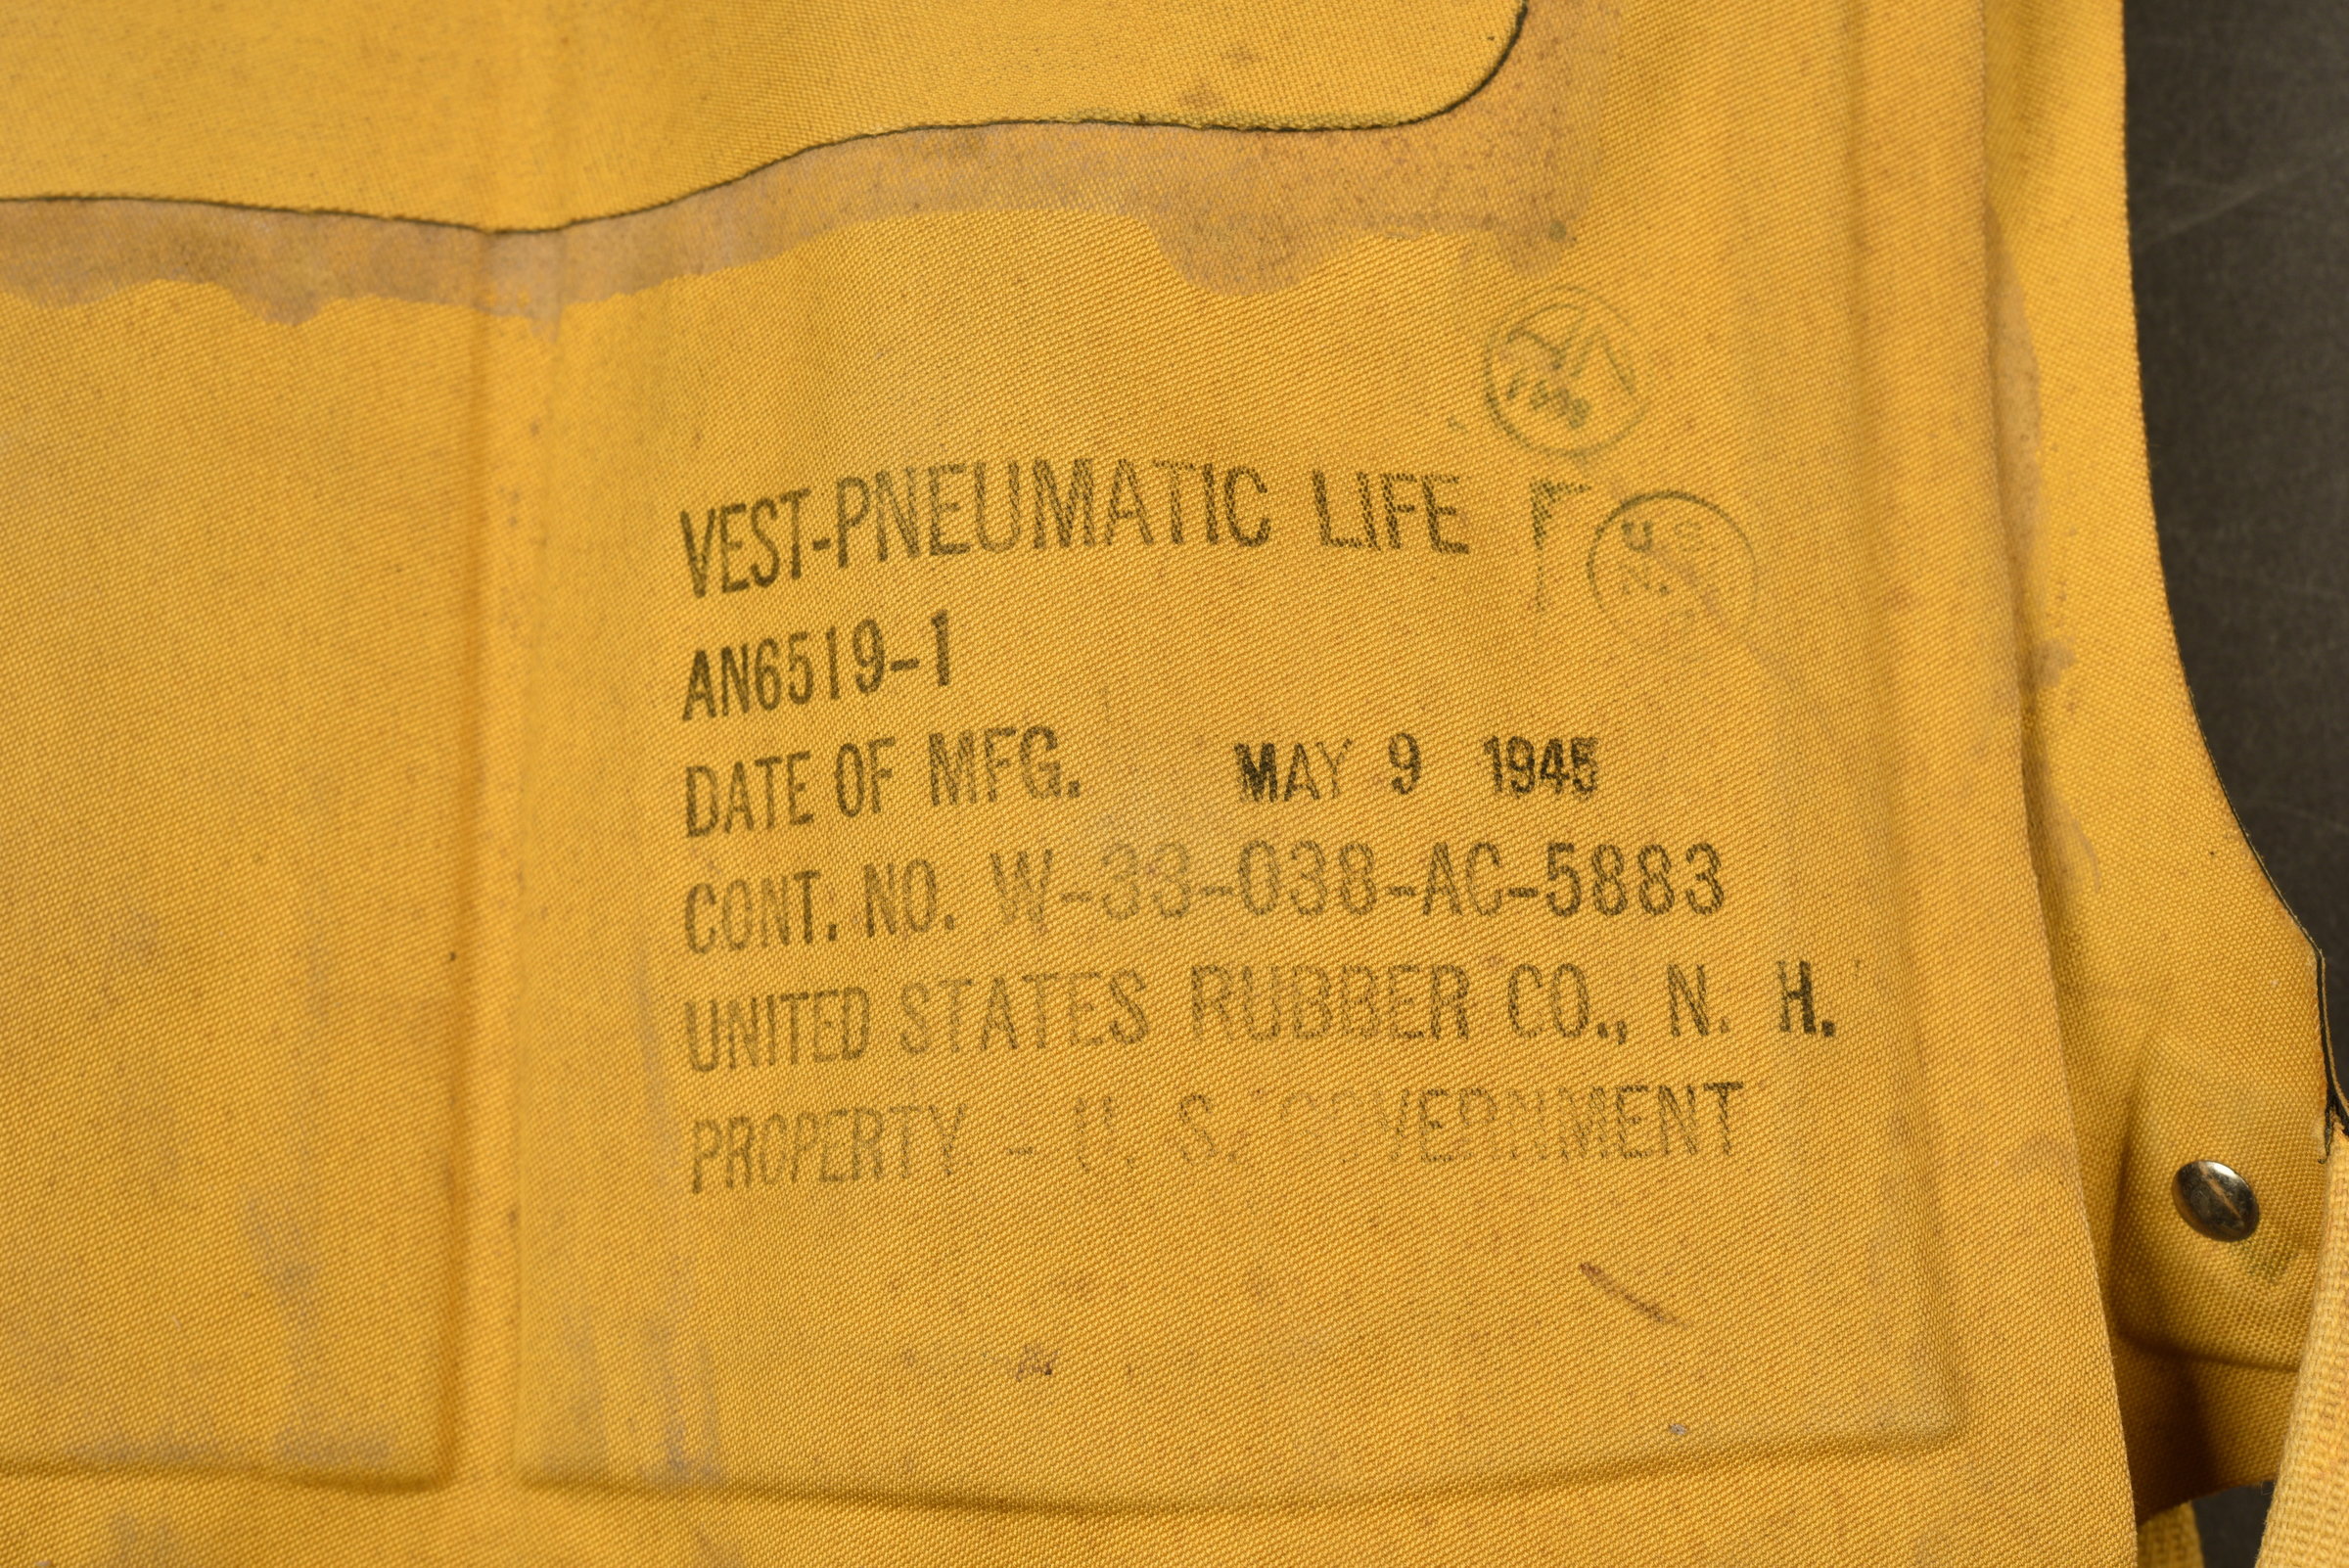 VEST-PNEUMATIC LIFE
AN6519-1
DATE OF MFG. MAY 9 1945
CONT. NO. W-33-038-AC-5883
UNITED STATES RUBBER CO., N. H.
PROPERTY - U. S. GOVERNMENT